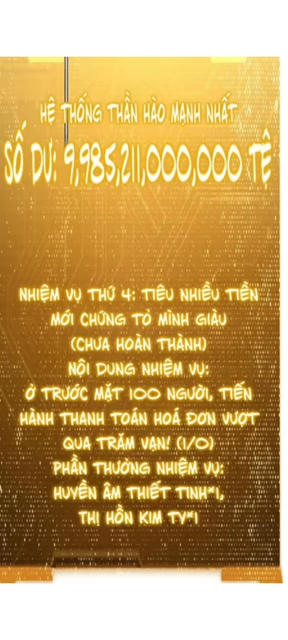 HỆ THỐNG THẦN HÀO MẠNH NHẤT
SỐ DƯ: 9,985,211,000,000 TỆ
NHIỆM VỤ THỨ 4: TIÊU NHIỀU TIỀN
MỚI CHỨNG TỎ MÌNH GIÀU
(CHƯA HOÀN THÀNH)
NỘI DUNG NHIỆM VỤ:
Ở TRƯỚC MẶT 100 NGƯỜI, TIẾN
HÀNH THANH TOÁN HOÁ ĐƠN VƯỢT
QUA TRĂM VẠN! (1/0)
PHẦN THƯỞNG NHIỆM VỤ:
HUYỀN ÂM THIẾT TINH*1,
THỊ HỒN KIM TY*1